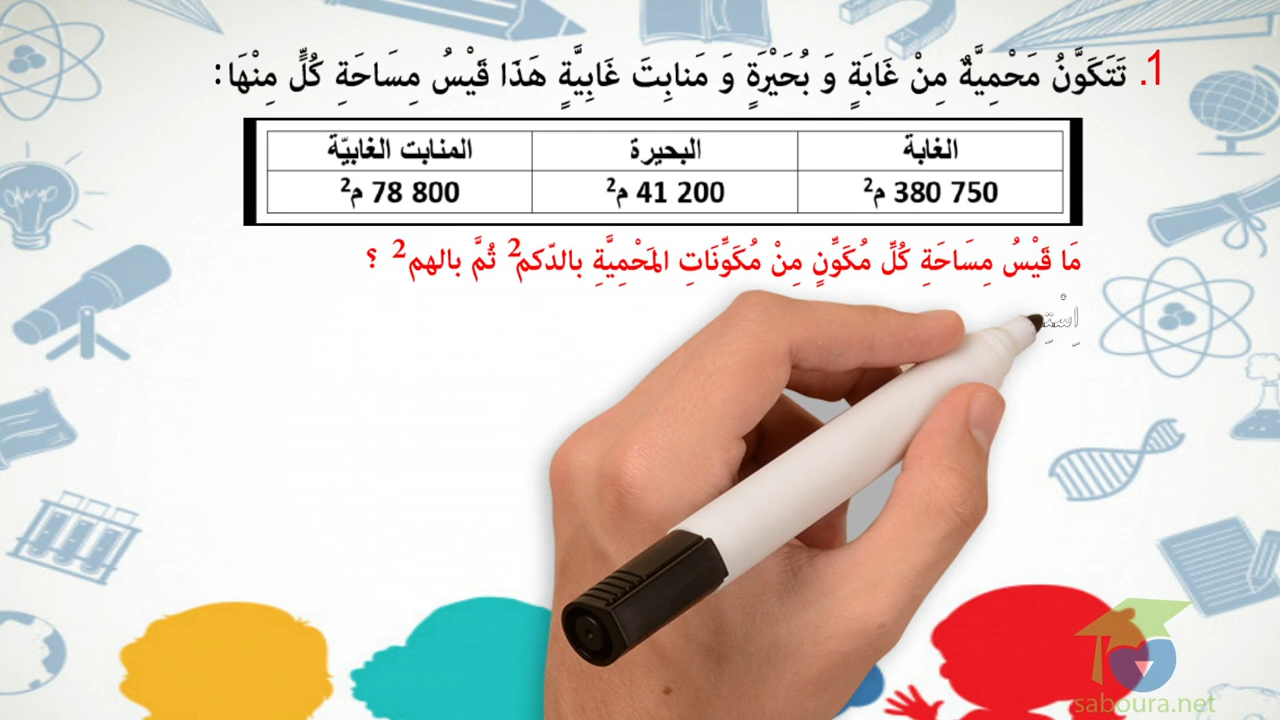 1. تَتَكَوَّنُ مَحْمِيَّةٌ مِنْ غَابَةٍ وَ بُحَيْرَةٍ وَ مَنابِتَ غَابِيَّةٍ هَذَا قَيْسُ مِسَاحَةِ كُلٍّ مِنْهَا:
الغابة البحيرة المنابت الغابيّة
380 750 م² 41 200 م² 78 800 م²
مَا قَيْسُ مِسَاحَةِ كُلِّ مُكَوِّنٍ مِنْ مُكَوِّنَاتِ المَحْمِيَّةِ بالدّكم² ثُمَّ بالهم² ؟
saboura.net